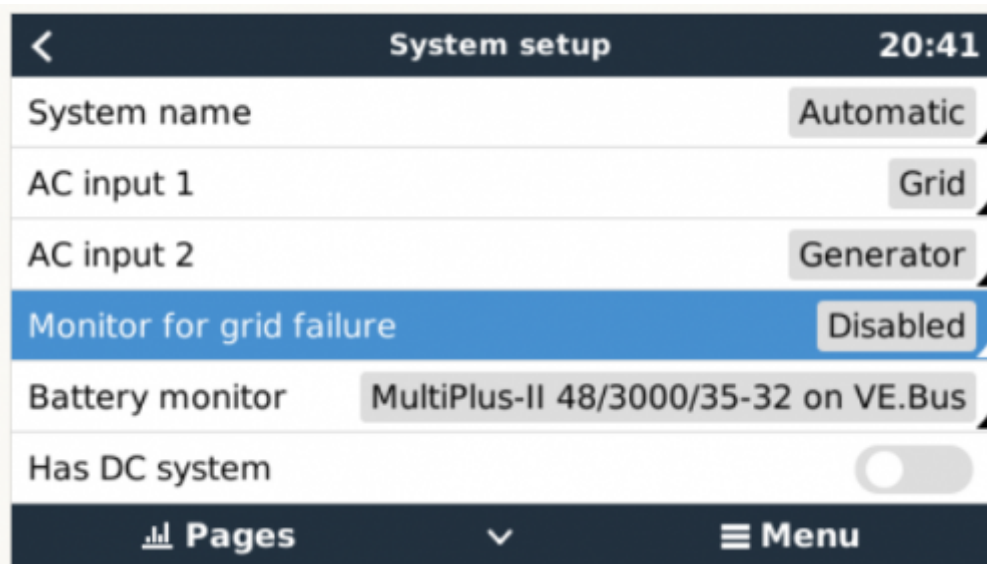 System setup 20:41
System name Automatic
AC input 1 Grid
AC input 2 Generator
Monitor for grid failure Disabled
Battery monitor MultiPlus-II 48/3000/35-32 on VE.Bus
Has DC system
Pages Menu